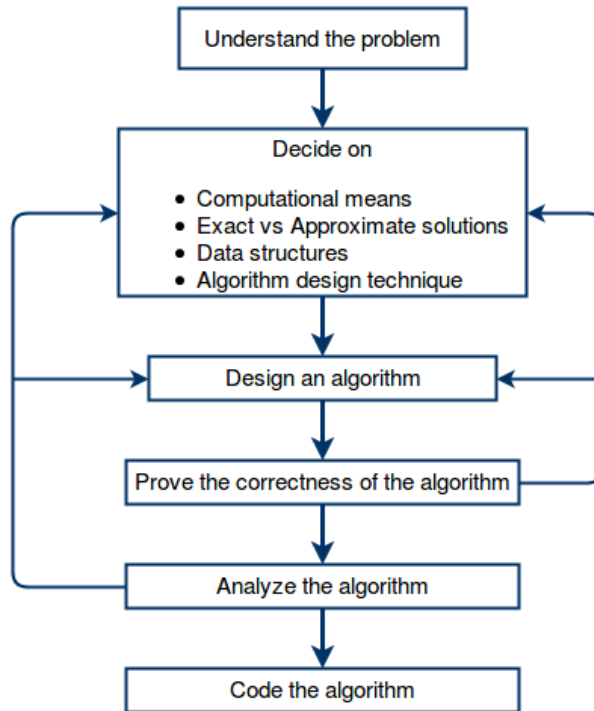 Understand the problem
Decide on
• Computational means
• Exact vs Approximate solutions
• Data structures
• Algorithm design technique
Design an algorithm
Prove the correctness of the algorithm
Analyze the algorithm
Code the algorithm